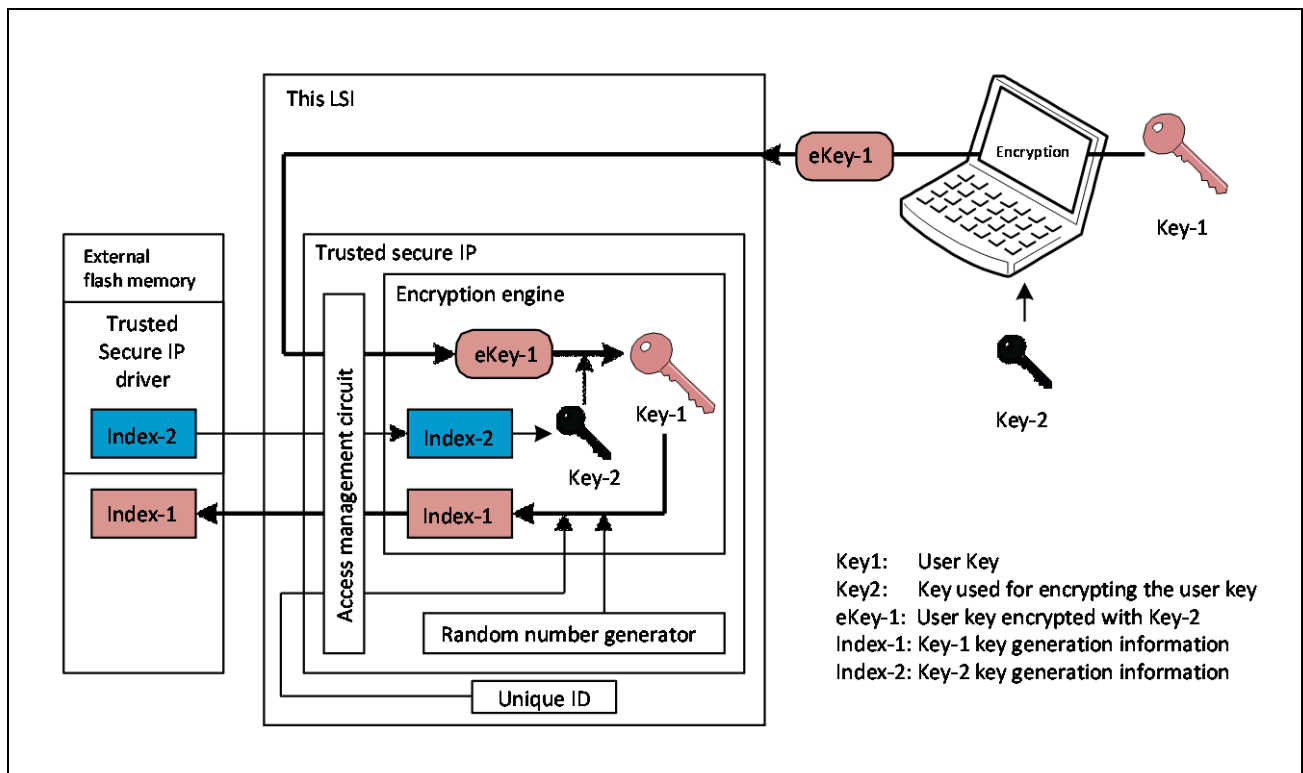 This LSI
eKey-1
Encryption
Key-1
Key-2
External
flash memory
Trusted
Secure IP
driver
Index-2
Index-1
Trusted secure IP
Access management circuit
Encryption engine
eKey-1
Key-1
Index-2
Key-2
Index-1
Random number generator
Unique ID
Key1: User Key
Key2: Key used for encrypting the user key
eKey-1: User key encrypted with Key-2
Index-1: Key-1 key generation information
Index-2: Key-2 key generation information